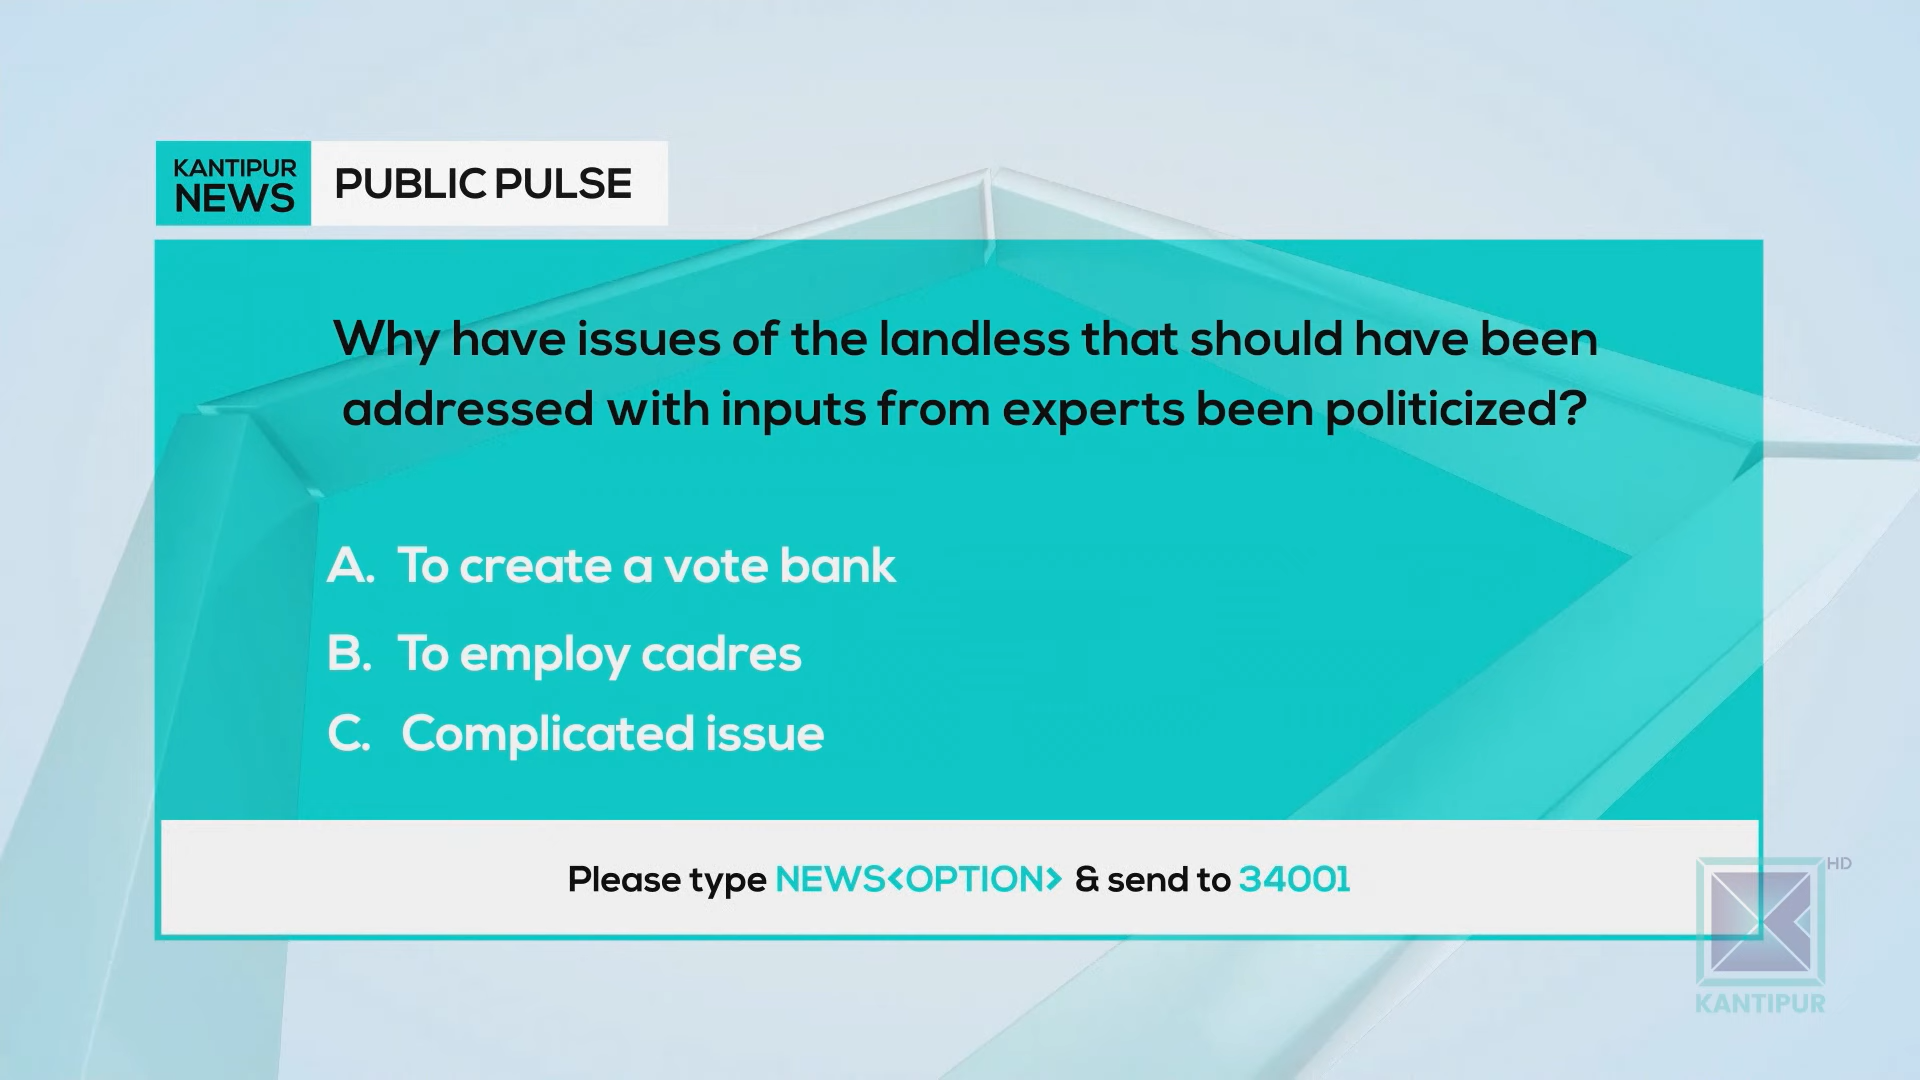 KANTIPUR
NEWS
PUBLIC PULSE
Why have issues of the landless that should have been
addressed with inputs from experts been politicized?
A. To create a vote bank
B. To employ cadres
C. Complicated issue
Please type NEWS<OPTION> & send to 34001
HD
KANTIPUR